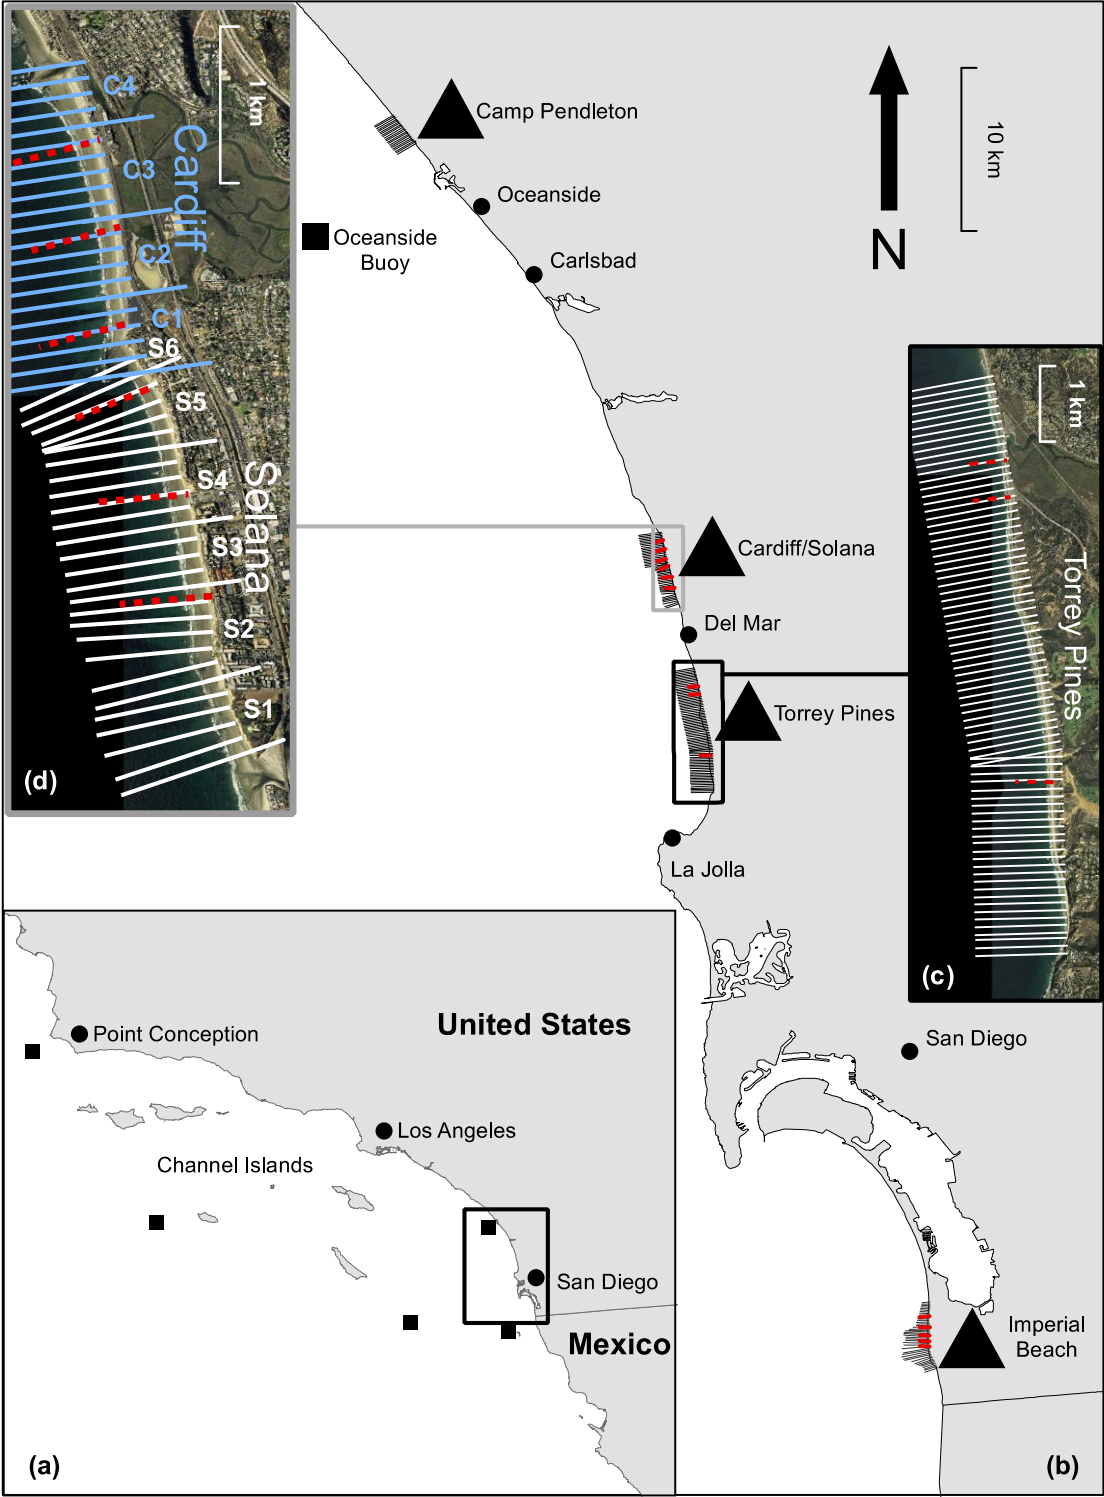 C4
1 km
Cardiff
C3
C2
C1
S6
S5
S4
Solana
S3
S2
S1
(d)
Camp Pendleton
Oceanside
Oceanside
Buoy
Carlsbad
N
10 km
1 km
Torrey Pines
(c)
Cardiff/Solana
Del Mar
Torrey Pines
La Jolla
San Diego
Imperial
Beach
(b)
United States
Point Conception
Los Angeles
Channel Islands
San Diego
Mexico
(a)